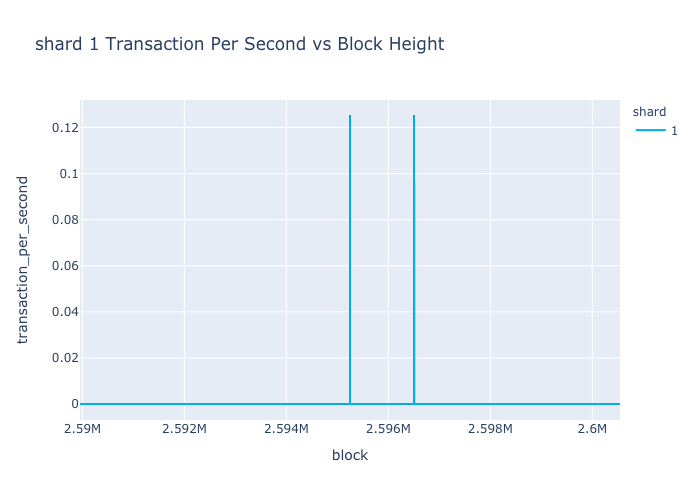 shard 1 Transaction Per Second vs Block Height
shard
1
transaction_per_second
0.12
0.1
0.08
0.06
0.04
0.02
0
2.59M 2.592M 2.594M 2.596M 2.598M 2.6M
block